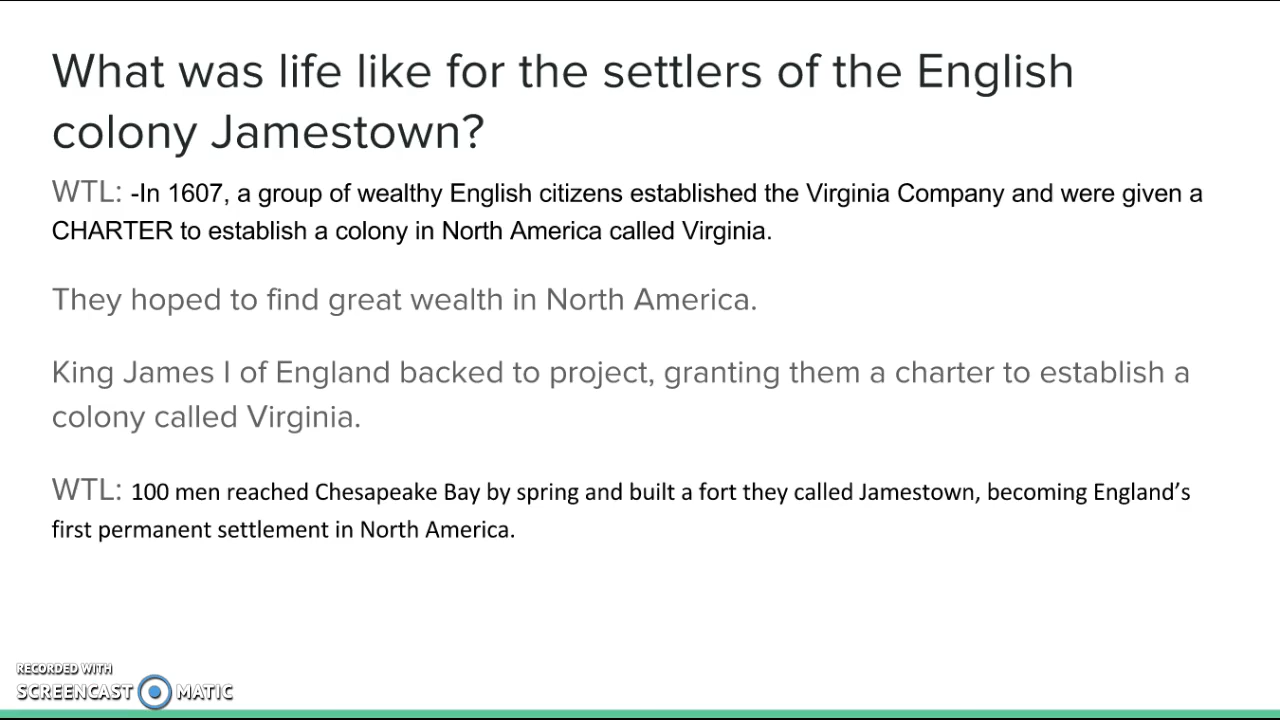 What was life like for the settlers of the English
colony Jamestown?
WTL: -In 1607, a group of wealthy English citizens established the Virginia Company and were given a
CHARTER to establish a colony in North America called Virginia.
They hoped to find great wealth in North America.
King James I of England backed to project, granting them a charter to establish a
colony called Virginia.
WTL: 100 men reached Chesapeake Bay by spring and built a fort they called Jamestown, becoming England’s
first permanent settlement in North America.
RECORDED WITH
SCREENCAST MATIC